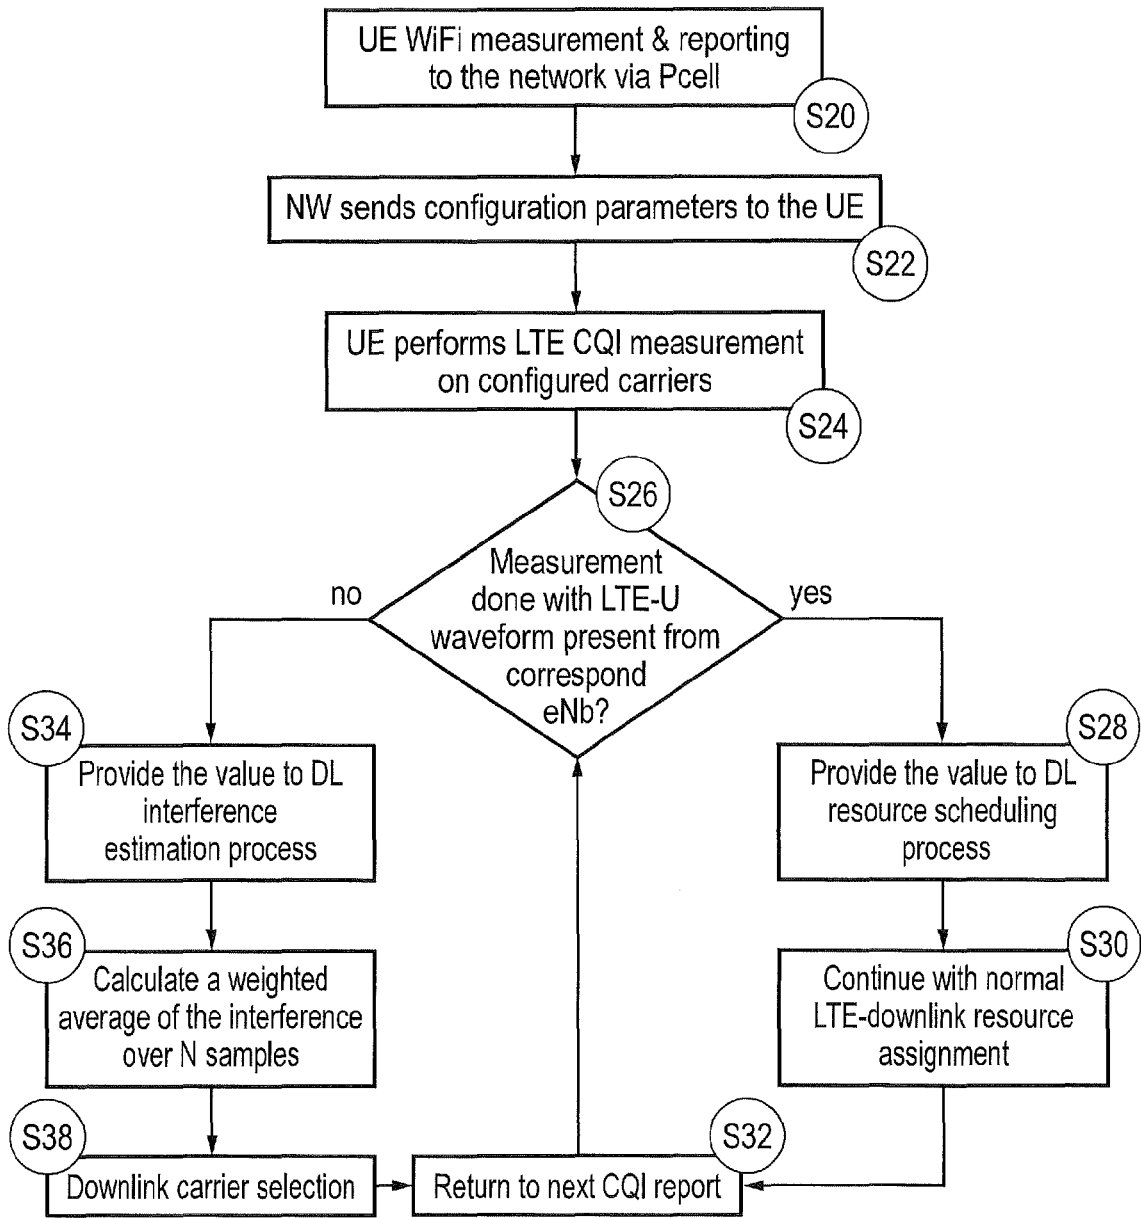 UE WiFi measurement & reporting
to the network via Pcell
S20
NW sends configuration parameters to the UE
S22
UE performs LTE CQI measurement
on configured carriers
S24
S26
Measurement
done with LTE-U
waveform present from
correspond
eNb?
no
yes
S34
Provide the value to DL
interference
estimation process
S28
Provide the value to DL
resource scheduling
process
S36
Calculate a weighted
average of the interference
over N samples
S30
Continue with normal
LTE-downlink resource
assignment
S38
Downlink carrier selection
S32
Return to next CQI report